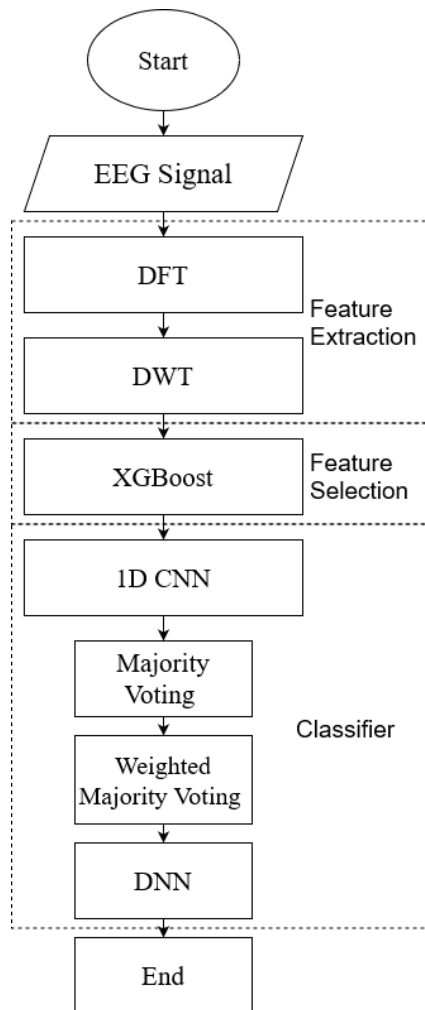 Start
EEG Signal
DFT
Feature
Extraction
DWT
XGBoost
Feature
Selection
1D CNN
Majority
Voting
Weighted
Majority Voting
Classifier
DNN
End